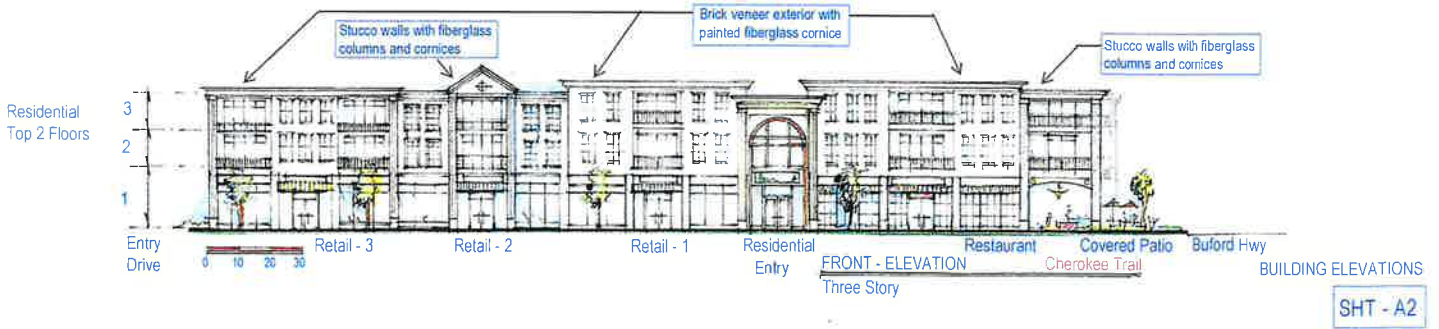 Brick veneer exterior with
painted fiberglass cornice
Stucco walls with fiberglass
columns and cornices
Stucco walls with fiberglass
columns and cornices
Residential
Top 2 Floors
3
2
1
Entry
Drive
0 10 20 30
Retail - 3
Retail - 2
Retail - 1
Residential
Entry
Restaurant
Covered Patio
Buford Hwy
FRONT - ELEVATION
Cherokee Trail
Three Story
BUILDING ELEVATIONS
SHT - A2